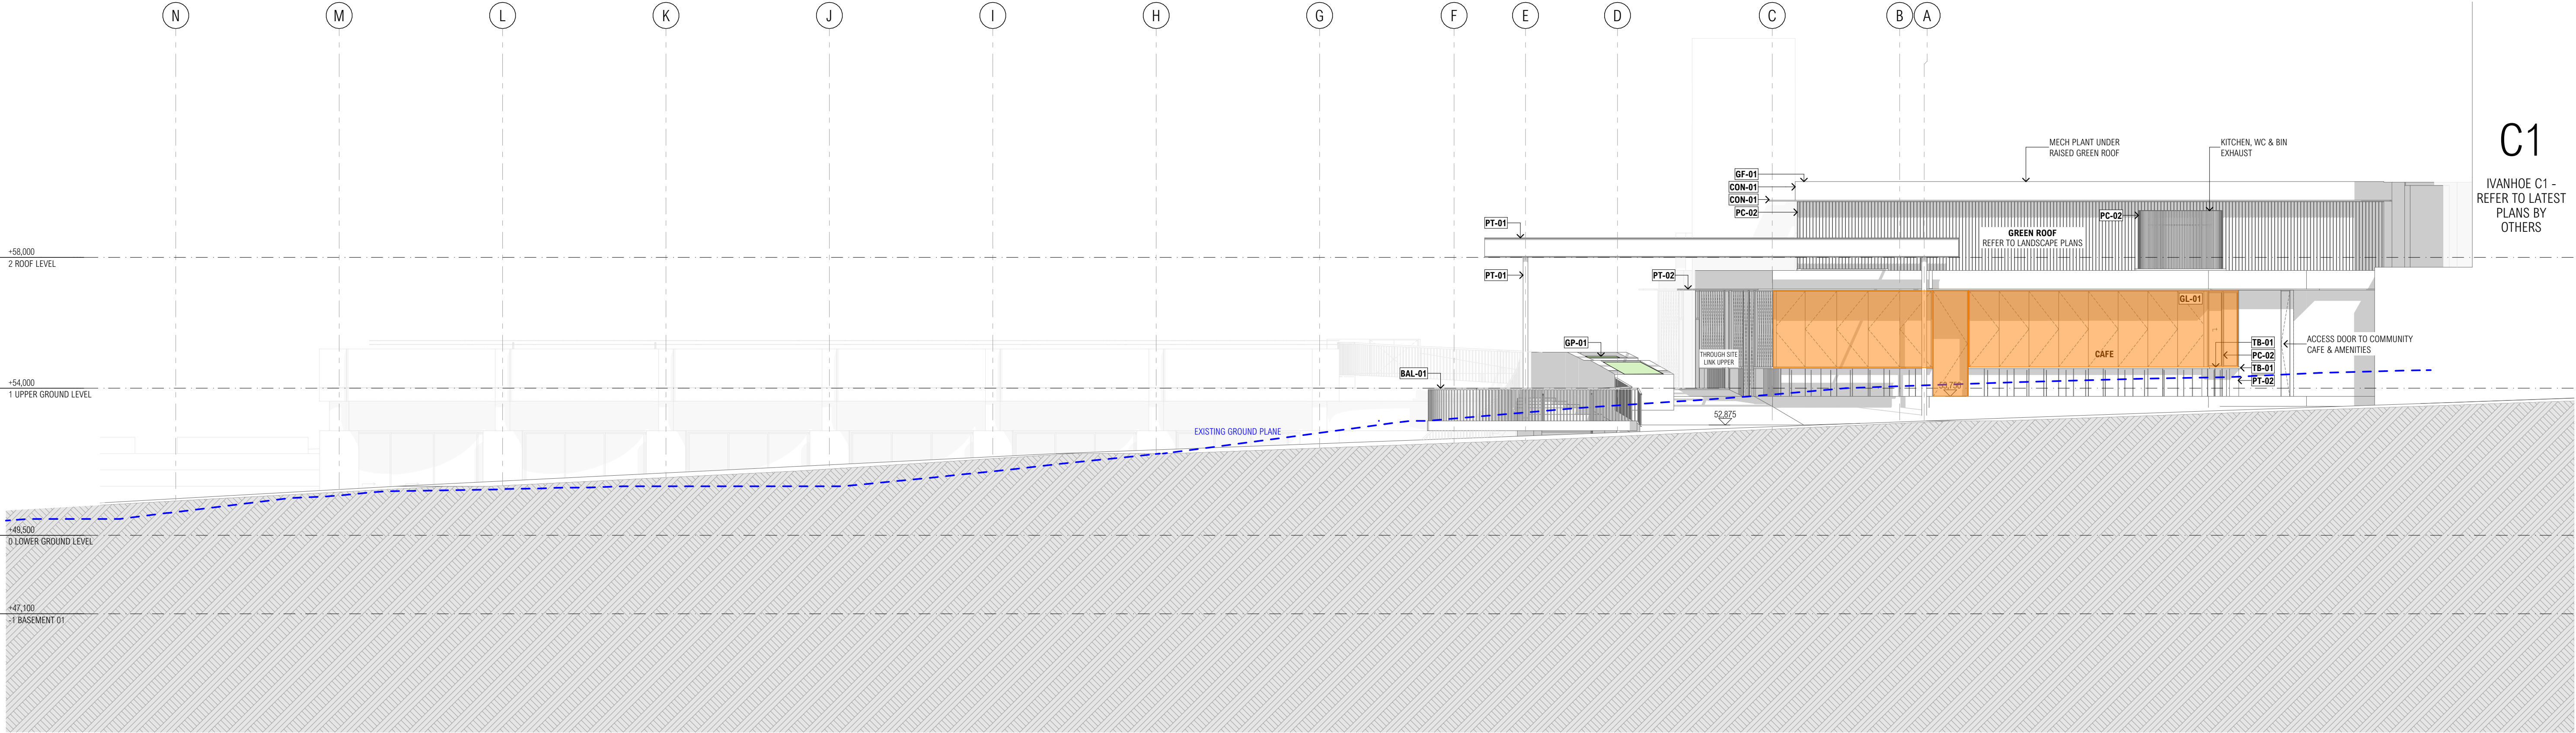 N
M
L
K
J
I
H
G
F
E
D
C
B
A
C1
IVANHOE C1 -
REFER TO LATEST
PLANS BY
OTHERS
MECH PLANT UNDER
RAISED GREEN ROOF
KITCHEN, WC & BIN
EXHAUST
GF-01
CON-01
CON-01
PC-02
PC-02
PT-01
GREEN ROOF
REFER TO LANDSCAPE PLANS
+58,000
2 ROOF LEVEL
PT-01
PT-02
GL-01
GP-01
THROUGH SITE
LINK UPPER
CAFE
TB-01
PC-02
TB-01
PT-02
ACCESS DOOR TO COMMUNITY
CAFE & AMENITIES
BAL-01
+54,000
1 UPPER GROUND LEVEL
52,875
EXISTING GROUND PLANE
+49,500
0 LOWER GROUND LEVEL
+47,100
-1 BASEMENT 01